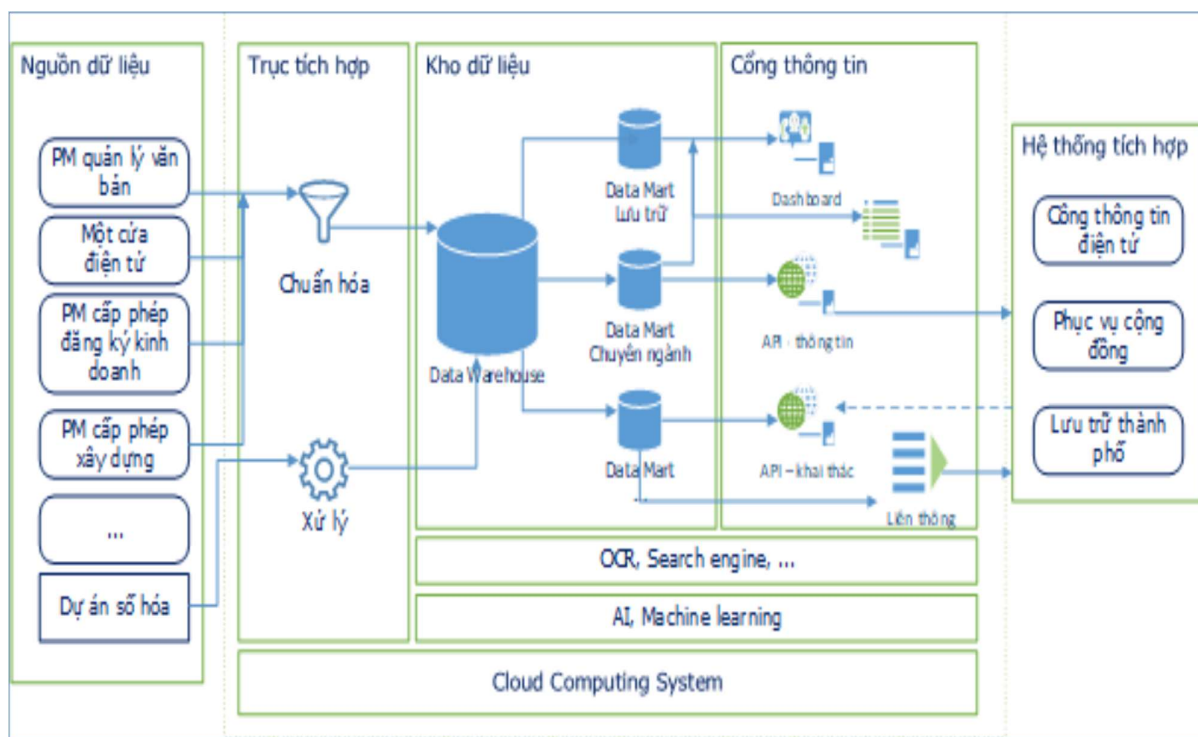 Nguồn dữ liệu
PM quản lý văn
bản
Một cửa
điện tử
PM cấp phép
đăng ký kinh
doanh
PM cấp phép
xây dựng
...
Dự án số hóa
Trục tích hợp
Chuẩn hóa
Xử lý
Kho dữ liệu
Data Warehouse
Data Mart
Lưu trữ
Data Mart
Chuyên ngành
Data Mart
...
Cổng thông tin
Dashboard
API - thông tin
API – khai thác
Liên thông
OCR, Search engine, ...
AI, Machine learning
Cloud Computing System
Hệ thống tích hợp
Cổng thông tin
điện tử
Phục vụ cộng
đồng
Lưu trữ thành
phố